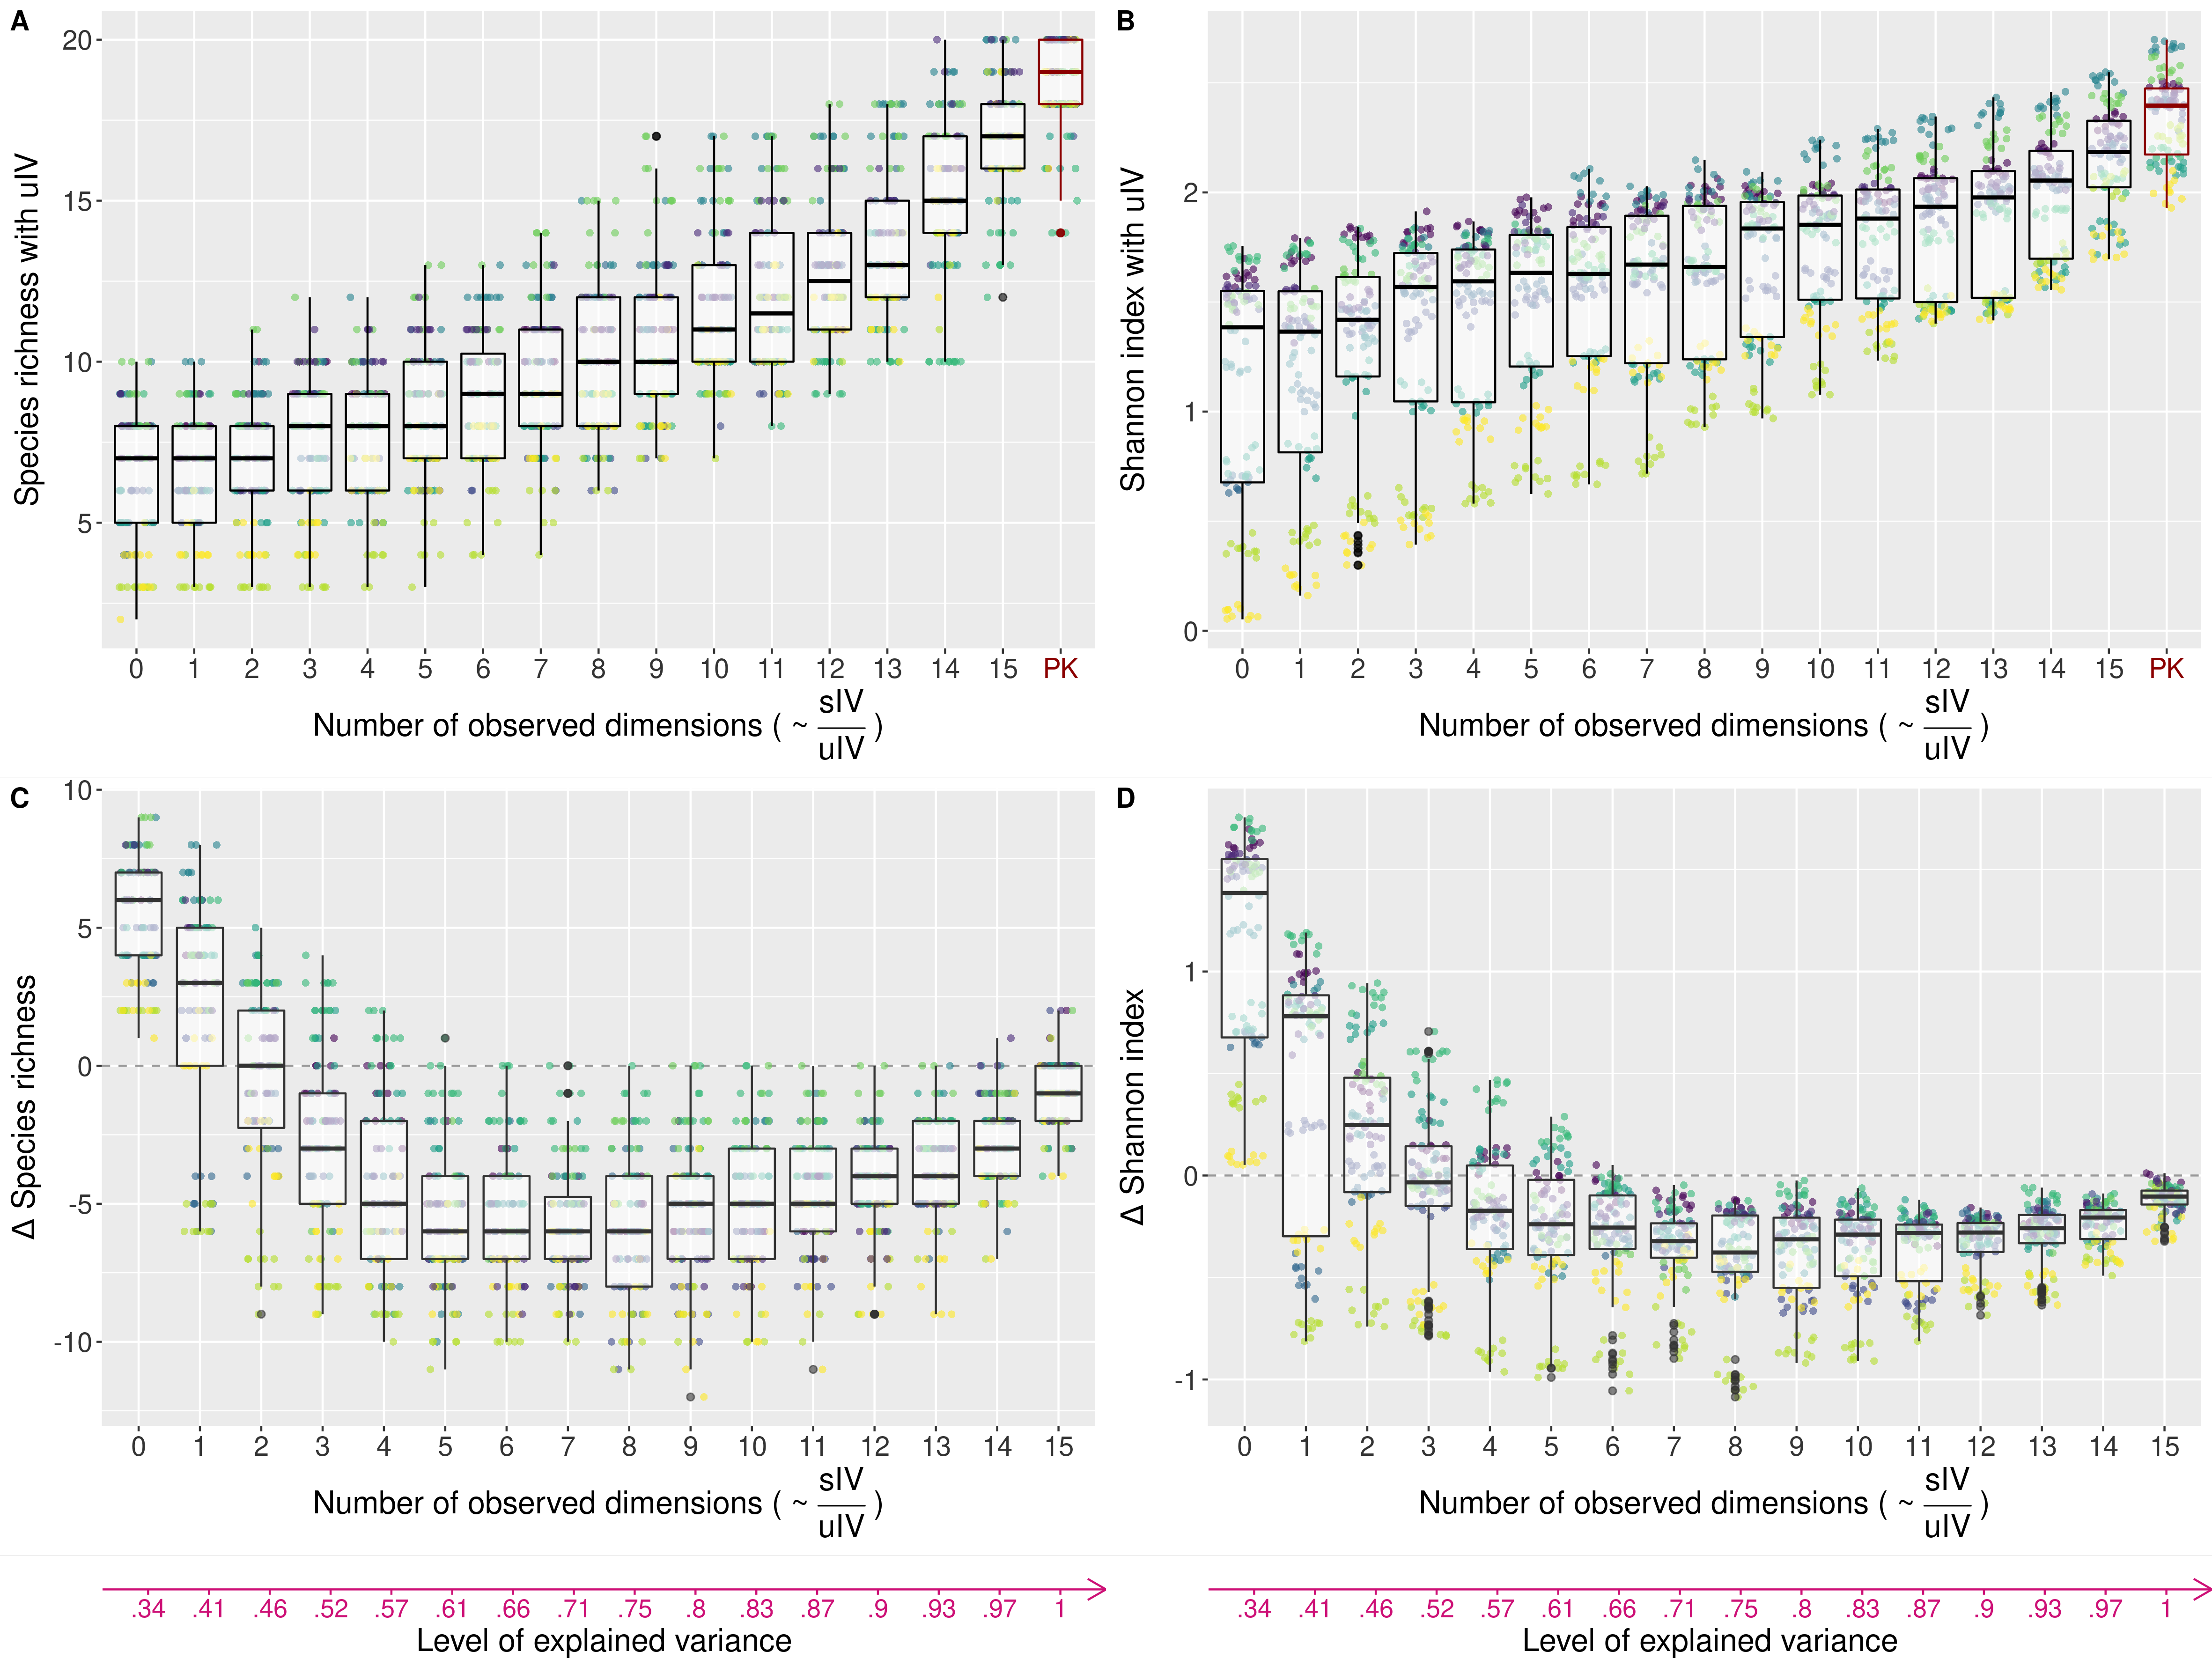 A
Species richness with uIV
20
15
10
5
0 1 2 3 4 5 6 7 8 9 10 11 12 13 14 15 PK
Number of observed dimensions ( ~ sIV/uIV )
B
Shannon index with uIV
2
1
0
0 1 2 3 4 5 6 7 8 9 10 11 12 13 14 15 PK
Number of observed dimensions ( ~ sIV/uIV )
C
Δ Species richness
10
5
0
-5
-10
0 1 2 3 4 5 6 7 8 9 10 11 12 13 14 15
Number of observed dimensions ( ~ sIV/uIV )
D
Δ Shannon index
1
0
-1
0 1 2 3 4 5 6 7 8 9 10 11 12 13 14 15
Number of observed dimensions ( ~ sIV/uIV )
.34 .41 .46 .52 .57 .61 .66 .71 .75 .8 .83 .87 .9 .93 .97 1
Level of explained variance
.34 .41 .46 .52 .57 .61 .66 .71 .75 .8 .83 .87 .9 .93 .97 1
Level of explained variance